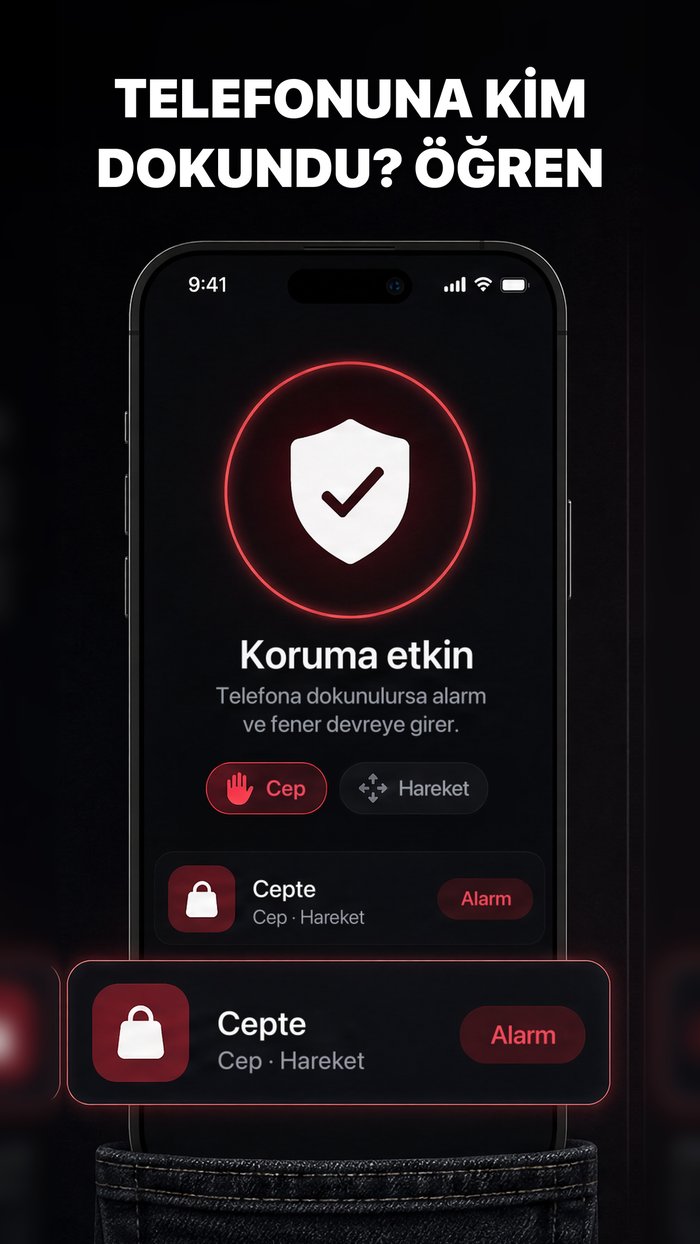 TELEFONUNA KİM
DOKUNDU? ÖĞREN
9:41
Koruma etkin
Telefona dokunulursa alarm
ve fener devreye girer.
Cep
Hareket
Cepte
Cep · Hareket
Alarm
Cepte
Cep · Hareket
Alarm